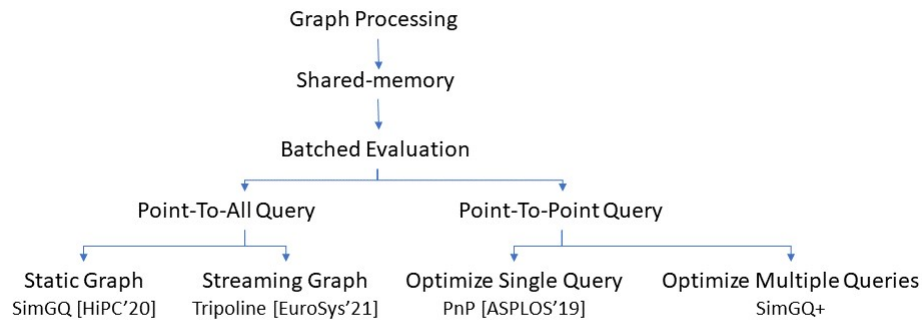 Graph Processing
Shared-memory
Batched Evaluation
Point-To-All Query
Point-To-Point Query
Static Graph
SimGQ [HiPC'20]
Streaming Graph
Tripoline [EuroSys'21]
Optimize Single Query
PnP [ASPLOS'19]
Optimize Multiple Queries
SimGQ+